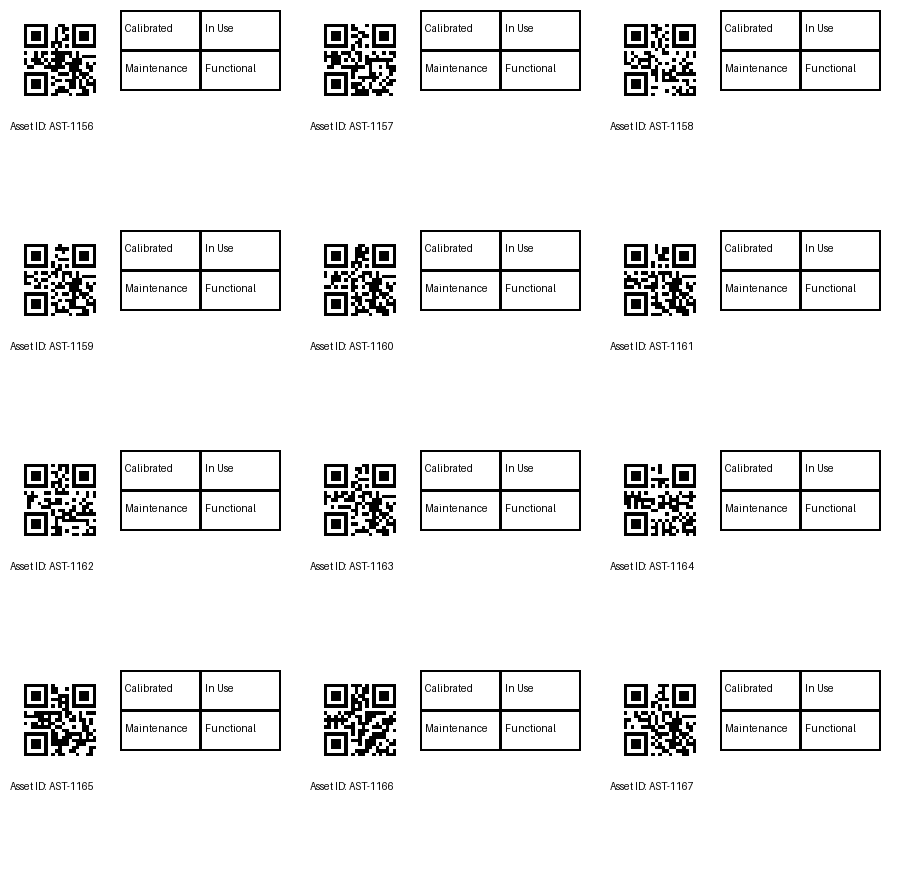 Calibrated In Use
Maintenance Functional
Asset ID: AST-1156
Calibrated In Use
Maintenance Functional
Asset ID: AST-1157
Calibrated In Use
Maintenance Functional
Asset ID: AST-1158
Calibrated In Use
Maintenance Functional
Asset ID: AST-1159
Calibrated In Use
Maintenance Functional
Asset ID: AST-1160
Calibrated In Use
Maintenance Functional
Asset ID: AST-1161
Calibrated In Use
Maintenance Functional
Asset ID: AST-1162
Calibrated In Use
Maintenance Functional
Asset ID: AST-1163
Calibrated In Use
Maintenance Functional
Asset ID: AST-1164
Calibrated In Use
Maintenance Functional
Asset ID: AST-1165
Calibrated In Use
Maintenance Functional
Asset ID: AST-1166
Calibrated In Use
Maintenance Functional
Asset ID: AST-1167